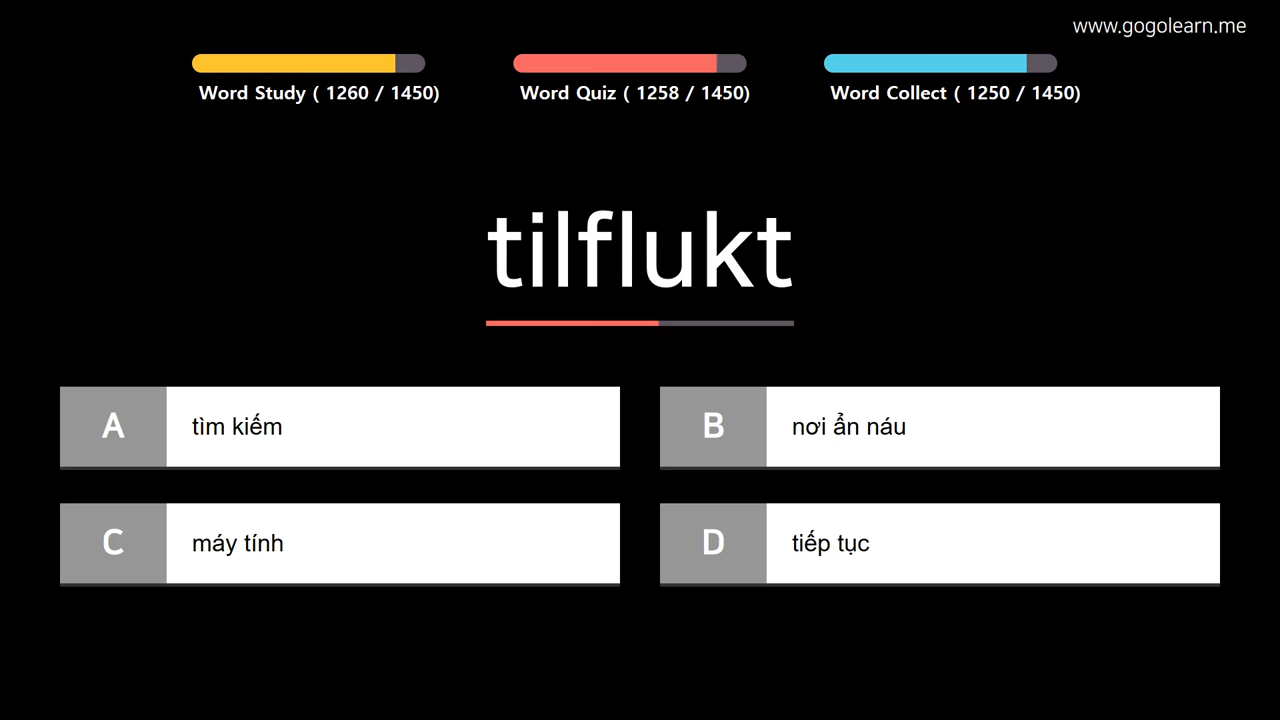 www.gogolearn.me
Word Study ( 1260 / 1450)
Word Quiz ( 1258 / 1450)
Word Collect ( 1250 / 1450)
tilflukt
A
tìm kiếm
B
nơi ẩn náu
C
máy tính
D
tiếp tục